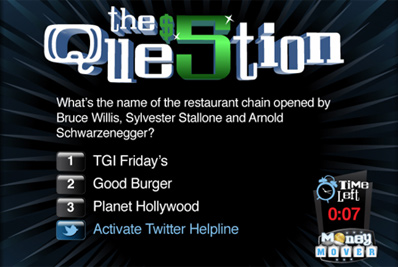 the $5
Que5tion
What's the name of the restaurant chain opened by
Bruce Willis, Sylvester Stallone and Arnold
Schwarzenegger?
1 TGI Friday's
2 Good Burger
3 Planet Hollywood
Activate Twitter Helpline
Time
Left
0:07
Money
MOVER